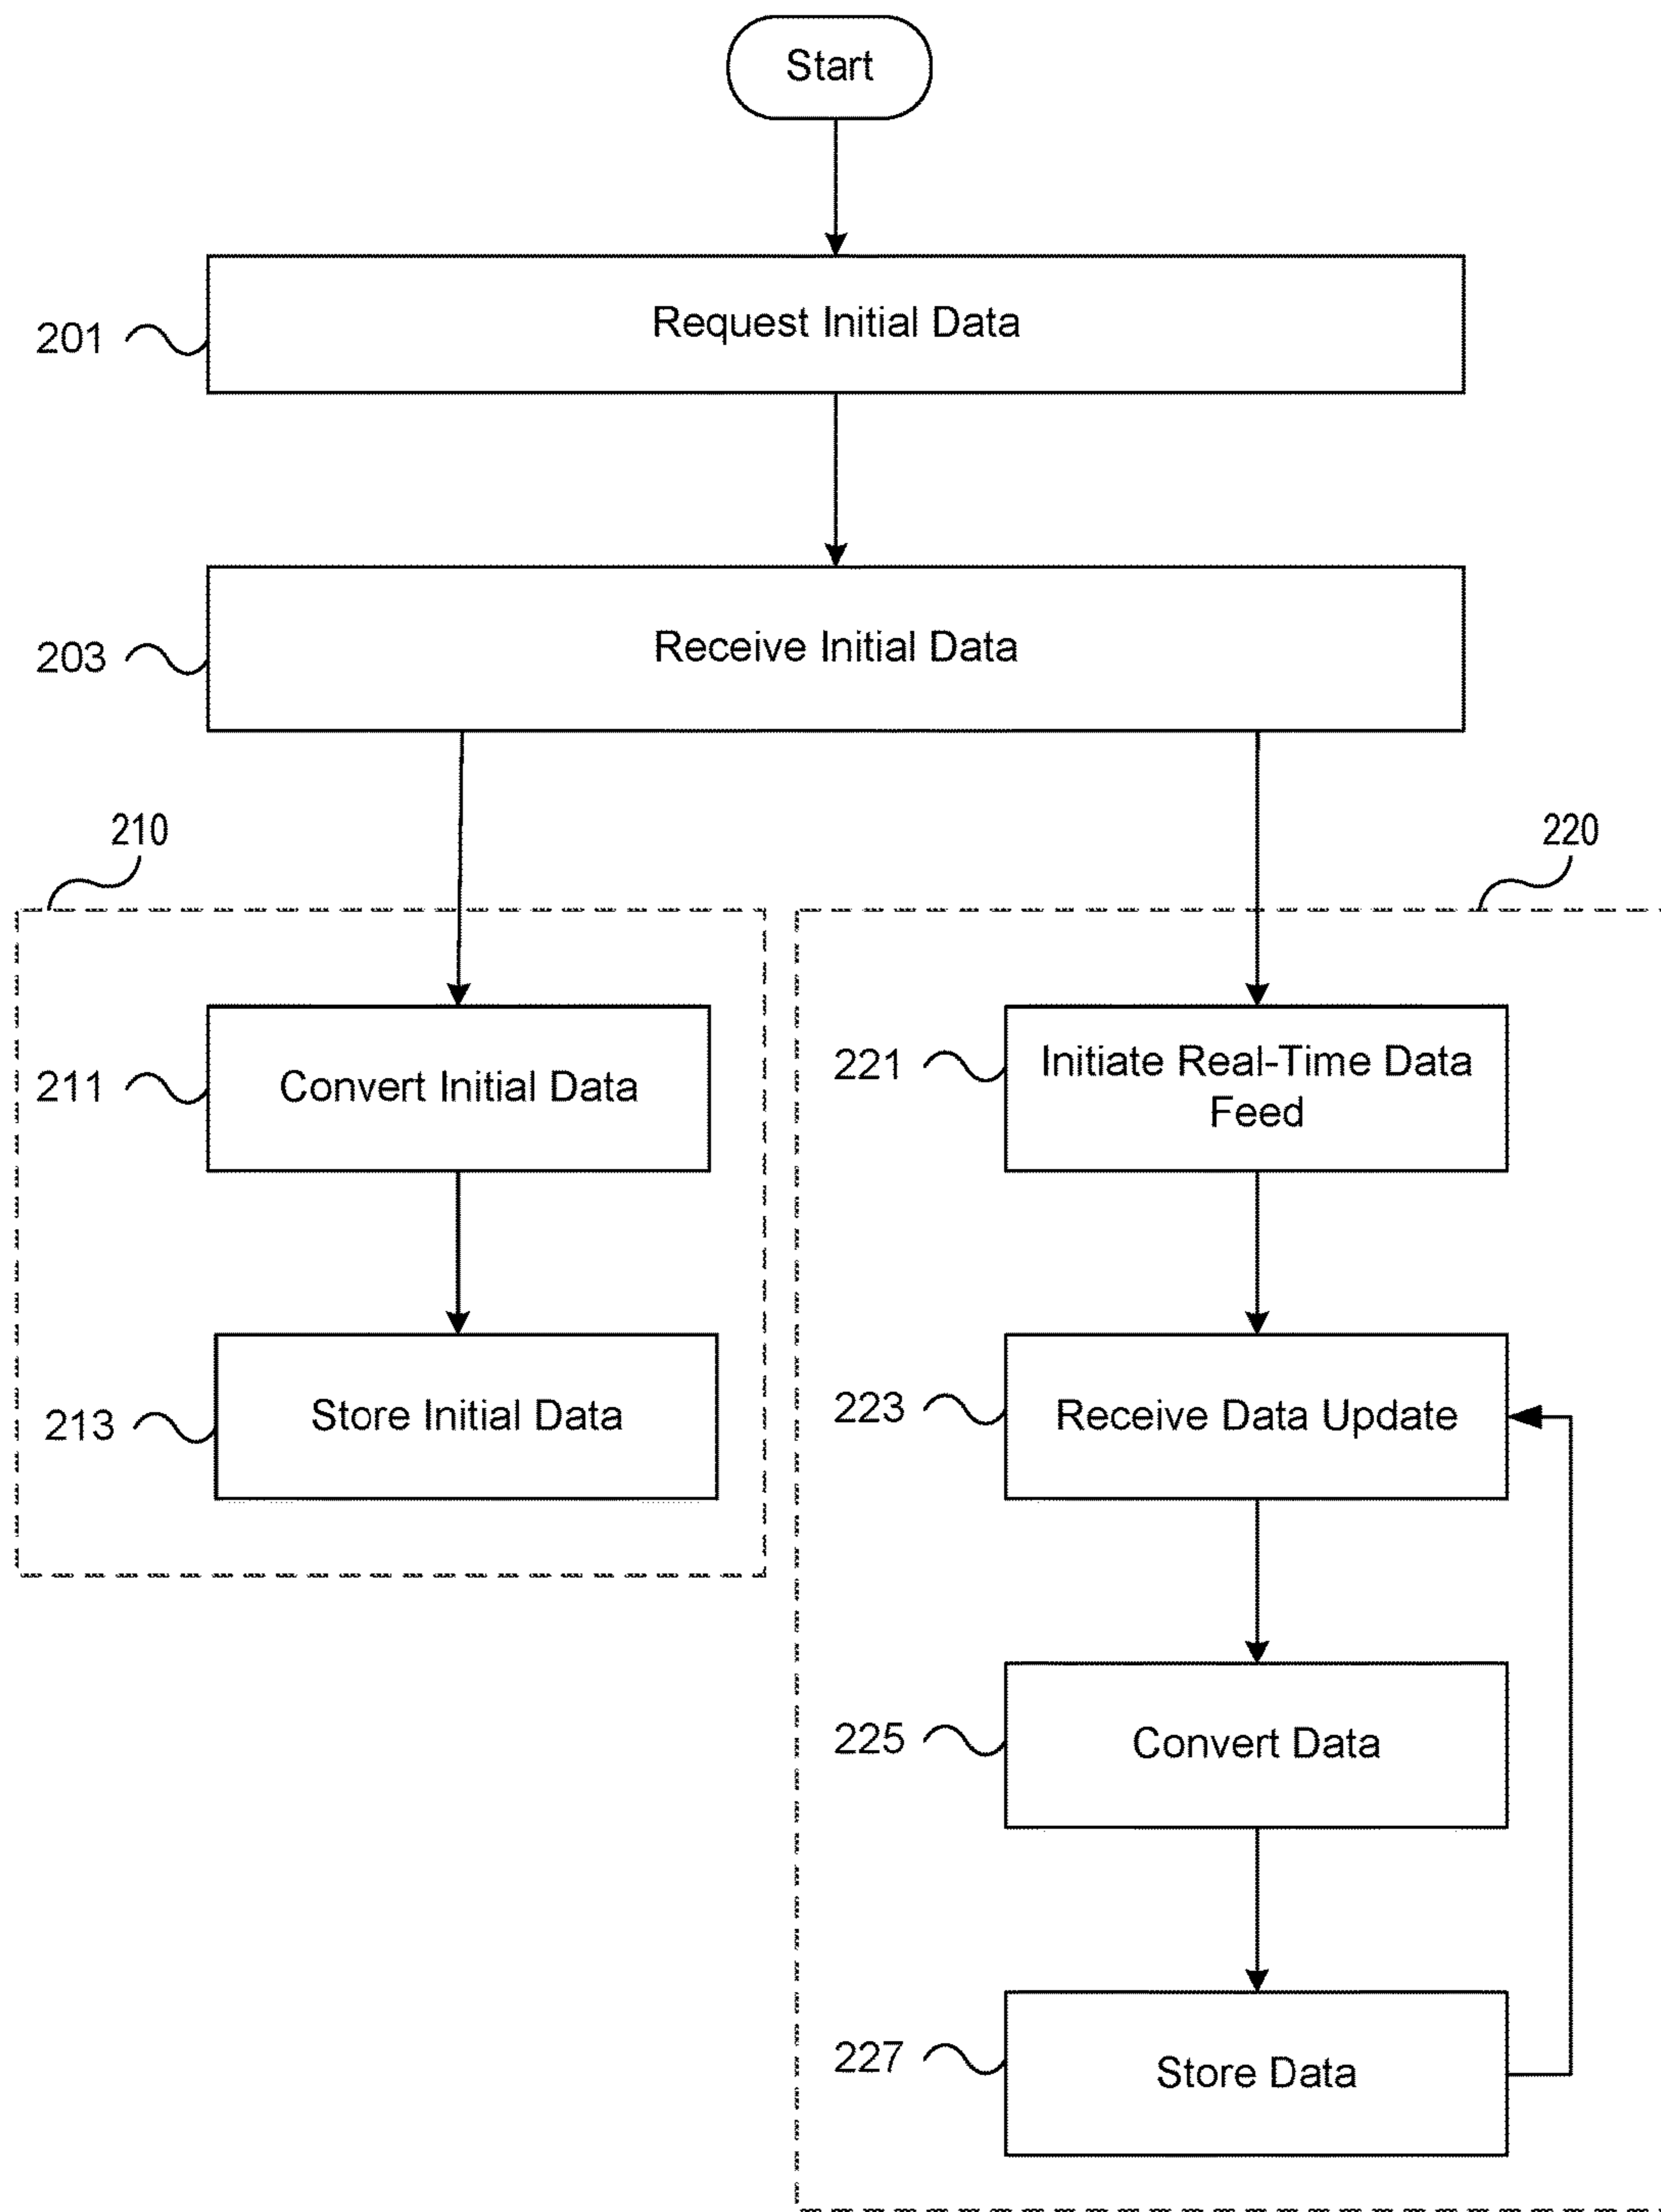 Start
201
Request Initial Data
203
Receive Initial Data
210
220
211
Convert Initial Data
221
Initiate Real-Time Data
Feed
213
Store Initial Data
223
Receive Data Update
225
Convert Data
227
Store Data